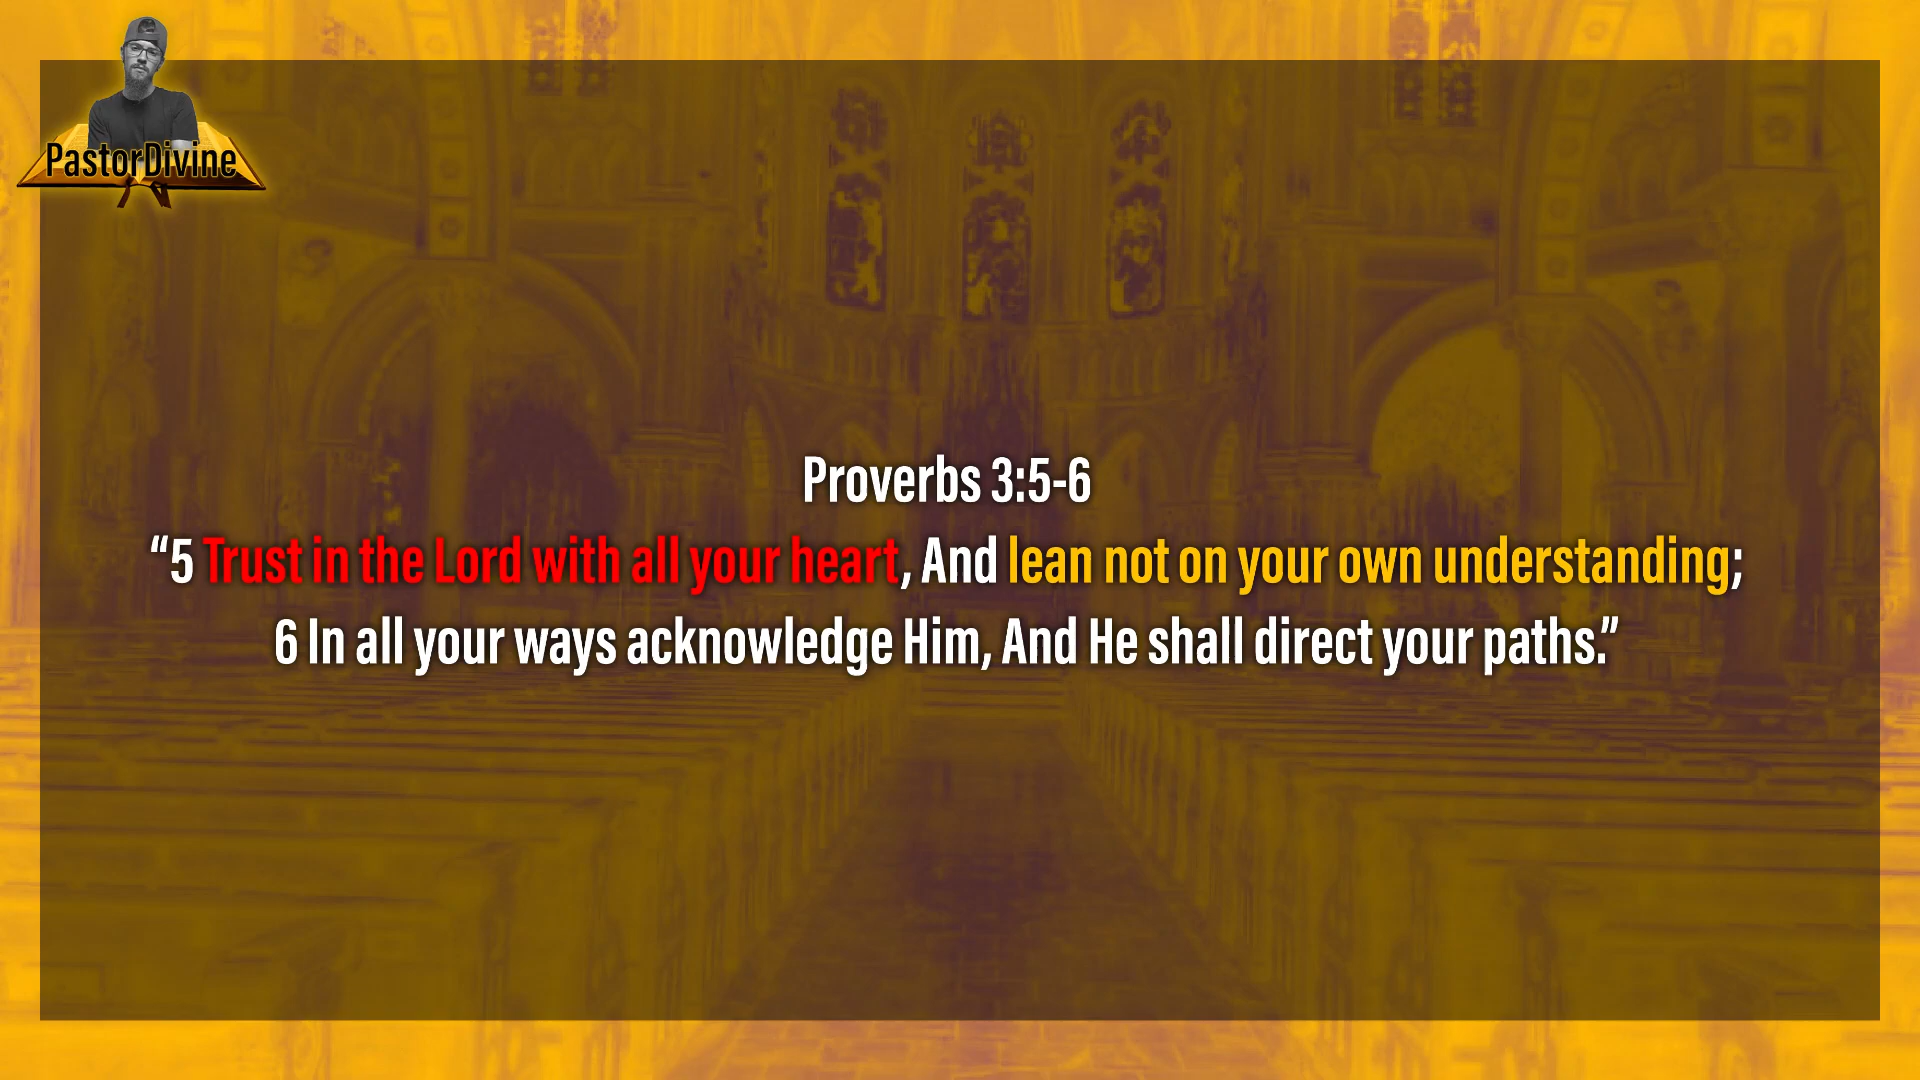 PastorDivine
Proverbs 3:5-6
“5 Trust in the Lord with all your heart, And lean not on your own understanding;
6 In all your ways acknowledge Him, And He shall direct your paths.”